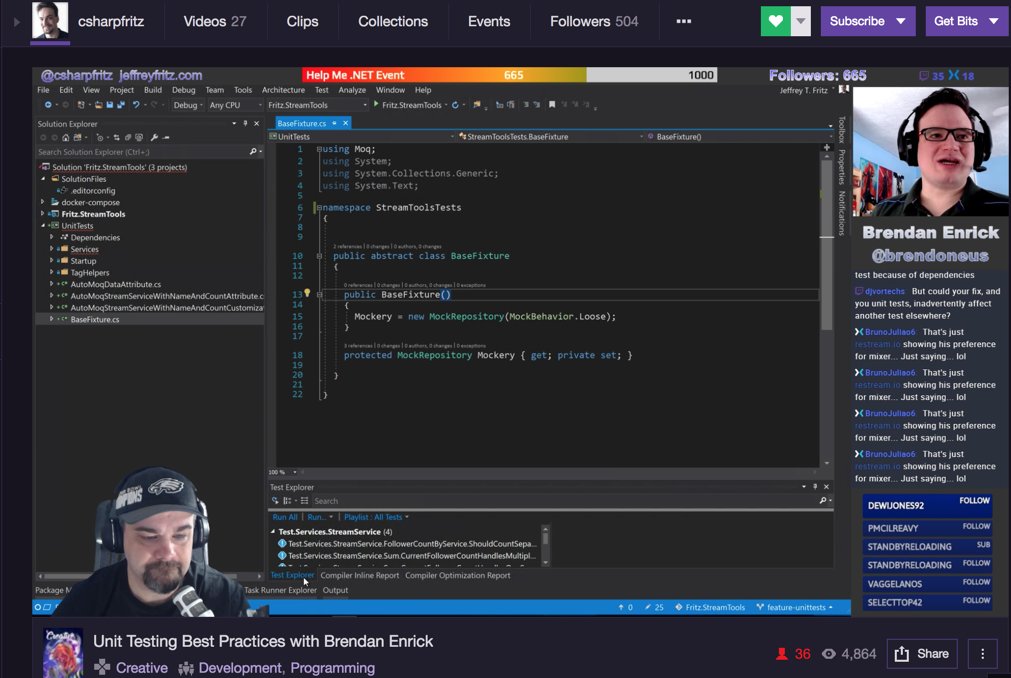 csharpfritz
Videos 27
Clips
Collections
Events
Followers 504
Subscribe
Get Bits
@csharpfritz jeffreyfritz.com
Help Me .NET Event 665 1000
Followers: 665
35 18
File Edit View Project Build Debug Team Tools Architecture Test Analyze Window Help
Jeffrey T. Fritz
Debug Any CPU Fritz.StreamTools Fritz.StreamTools
Solution Explorer
Search Solution Explorer (Ctrl+;)
Solution 'Fritz.StreamTools' (3 projects)
SolutionFiles
.editorconfig
docker-compose
Fritz.StreamTools
UnitTests
Dependencies
Services
Startup
TagHelpers
AutoMoqDataAttribute.cs
AutoMoqStreamServiceWithNameAndCountAttribute.c
AutoMoqStreamServiceWithNameAndCountCustomiza
BaseFixture.cs
BaseFixture.cs
UnitTests StreamToolsTests.BaseFixture BaseFixture()
1 using Moq;
2 using System;
3 using System.Collections.Generic;
4 using System.Text;
5
6 namespace StreamToolsTests
7 {
8
9
2 references | 0 changes | 0 authors, 0 changes
10 public abstract class BaseFixture
11 {
12
0 references | 0 changes | 0 authors, 0 changes | 0 exceptions
13 public BaseFixture()
14 {
15 Mockery = new MockRepository(MockBehavior.Loose);
16 }
17
3 references | 0 changes | 0 authors, 0 changes | 0 exceptions
18 protected MockRepository Mockery { get; private set; }
19
20 }
21
22 }
100 %
Toolbox
Properties
Notifications
Test Explorer
Search
Run All | Run... | Playlist : All Tests
Test.Services.StreamService (4)
Test.Services.StreamService.FollowerCountByService.ShouldCountSepa...
Test.Services.StreamService.Sum.CurrentFollowerCountHandlesMultipl...
Test Explorer Compiler Inline Report Compiler Optimization Report
Package M
Task Runner Explorer Output
0 25 Fritz.StreamTools feature-unittests
Brendan Enrick
@brendoneus
test because of dependencies
djvortechs But could your fix, and
you unit tests, inadvertently affect
another test elsewhere?
BrunoJuliao6 That's just
restream.io showing his preference
for mixer... Just saying... lol
BrunoJuliao6 That's just
restream.io showing his preference
for mixer... Just saying... lol
BrunoJuliao6 That's just
restream.io showing his preference
for mixer... Just saying... lol
BrunoJuliao6 That's just
restream.io showing his preference
for mixer... Just saying... lol
DEWIJONES92 FOLLOW
PMCILREAVY FOLLOW
STANDBYRELOADING SUB
STANDBYRELOADING FOLLOW
VAGGELANOS FOLLOW
SELECTTOP42 FOLLOW
Creative
Unit Testing Best Practices with Brendan Enrick
Creative Development, Programming
36 4,864 Share